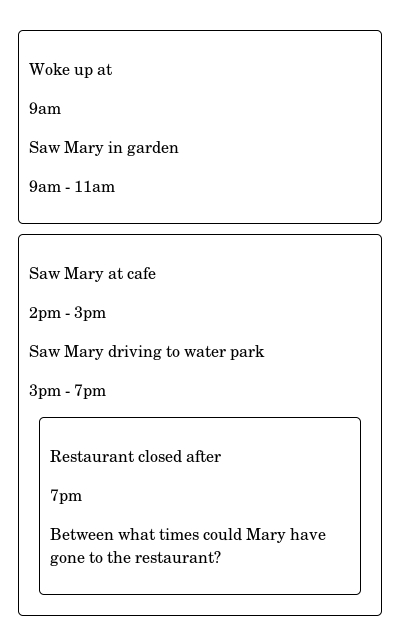 Woke up at
9am
Saw Mary in garden
9am - 11am
Saw Mary at cafe
2pm - 3pm
Saw Mary driving to water park
3pm - 7pm
Restaurant closed after
7pm
Between what times could Mary have
gone to the restaurant?